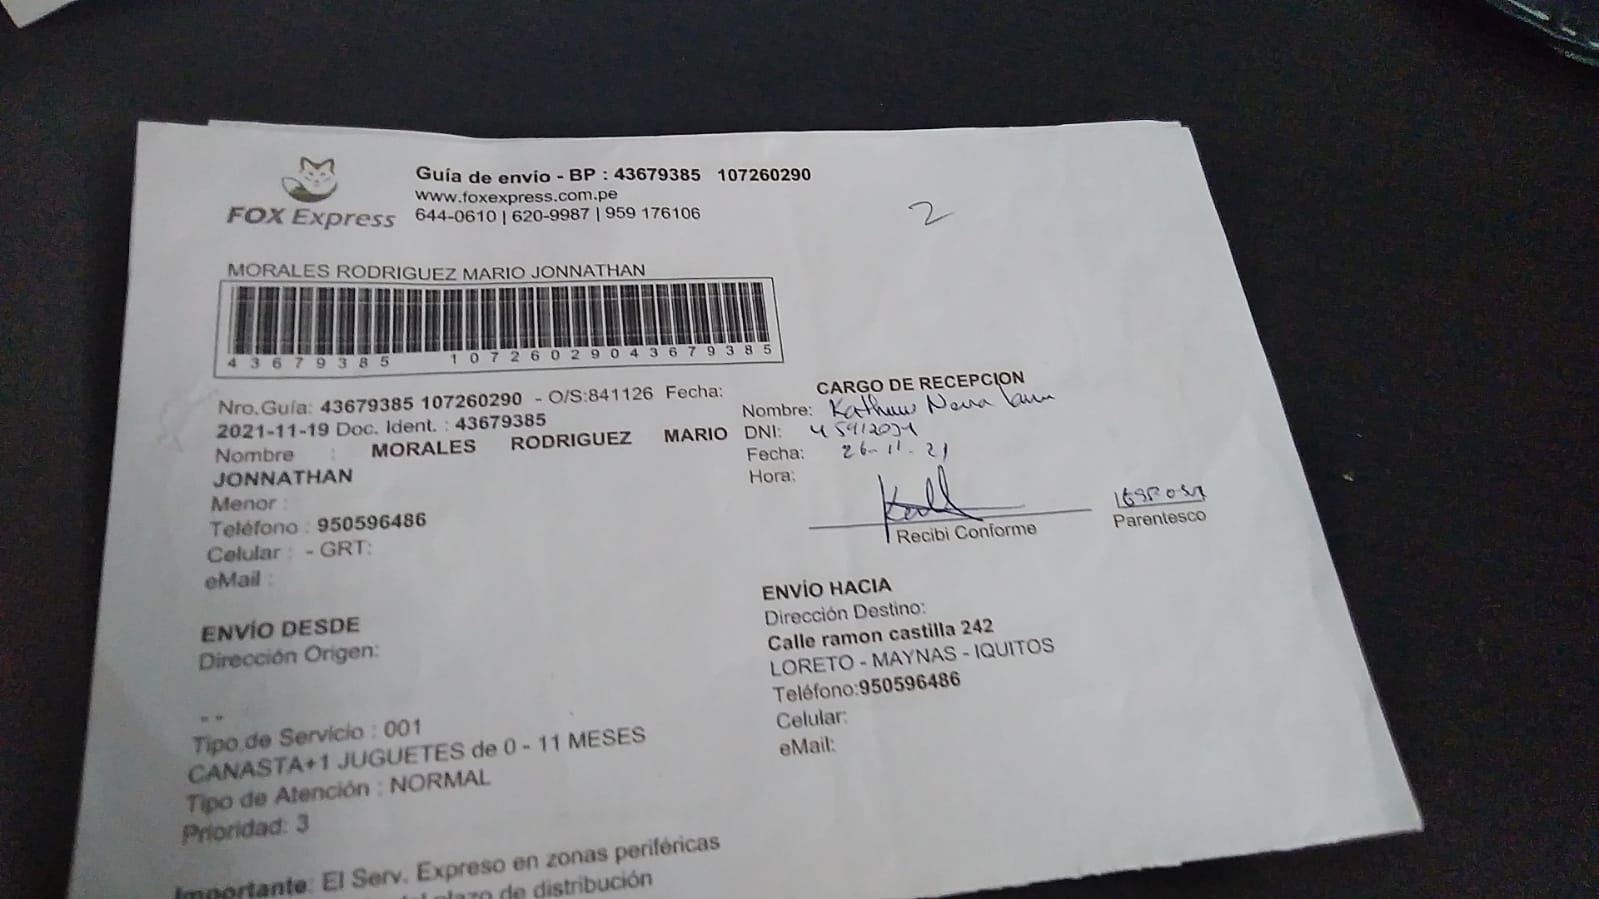 FOX Express
Guía de envío - BP : 43679385 107260290
www.foxexpress.com.pe
644-0610 | 620-9987 | 959 176106
2
MORALES RODRIGUEZ MARIO JONNATHAN
43679385 10726029043679385
Nro.Guía: 43679385 107260290 - O/S:841126 Fecha:
2021-11-19 Doc. Ident. : 43679385
Nombre : MORALES RODRIGUEZ MARIO
JONNATHAN
Menor :
Teléfono : 950596486
Celular : - GRT:
eMail :
CARGO DE RECEPCION
Nombre:
DNI:
Fecha: 26-11.21
Hora:
Recibi Conforme
Parentesco
ENVÍO DESDE
Dirección Origen:
- -
Tipo de Servicio : 001
CANASTA+1 JUGUETES de 0 - 11 MESES
Tipo de Atención : NORMAL
Prioridad: 3
ENVÍO HACIA
Dirección Destino:
Calle ramon castilla 242
LORETO - MAYNAS - IQUITOS
Teléfono:950596486
Celular:
eMail:
Importante: El Serv. Expreso en zonas periféricas
plazo de distribución